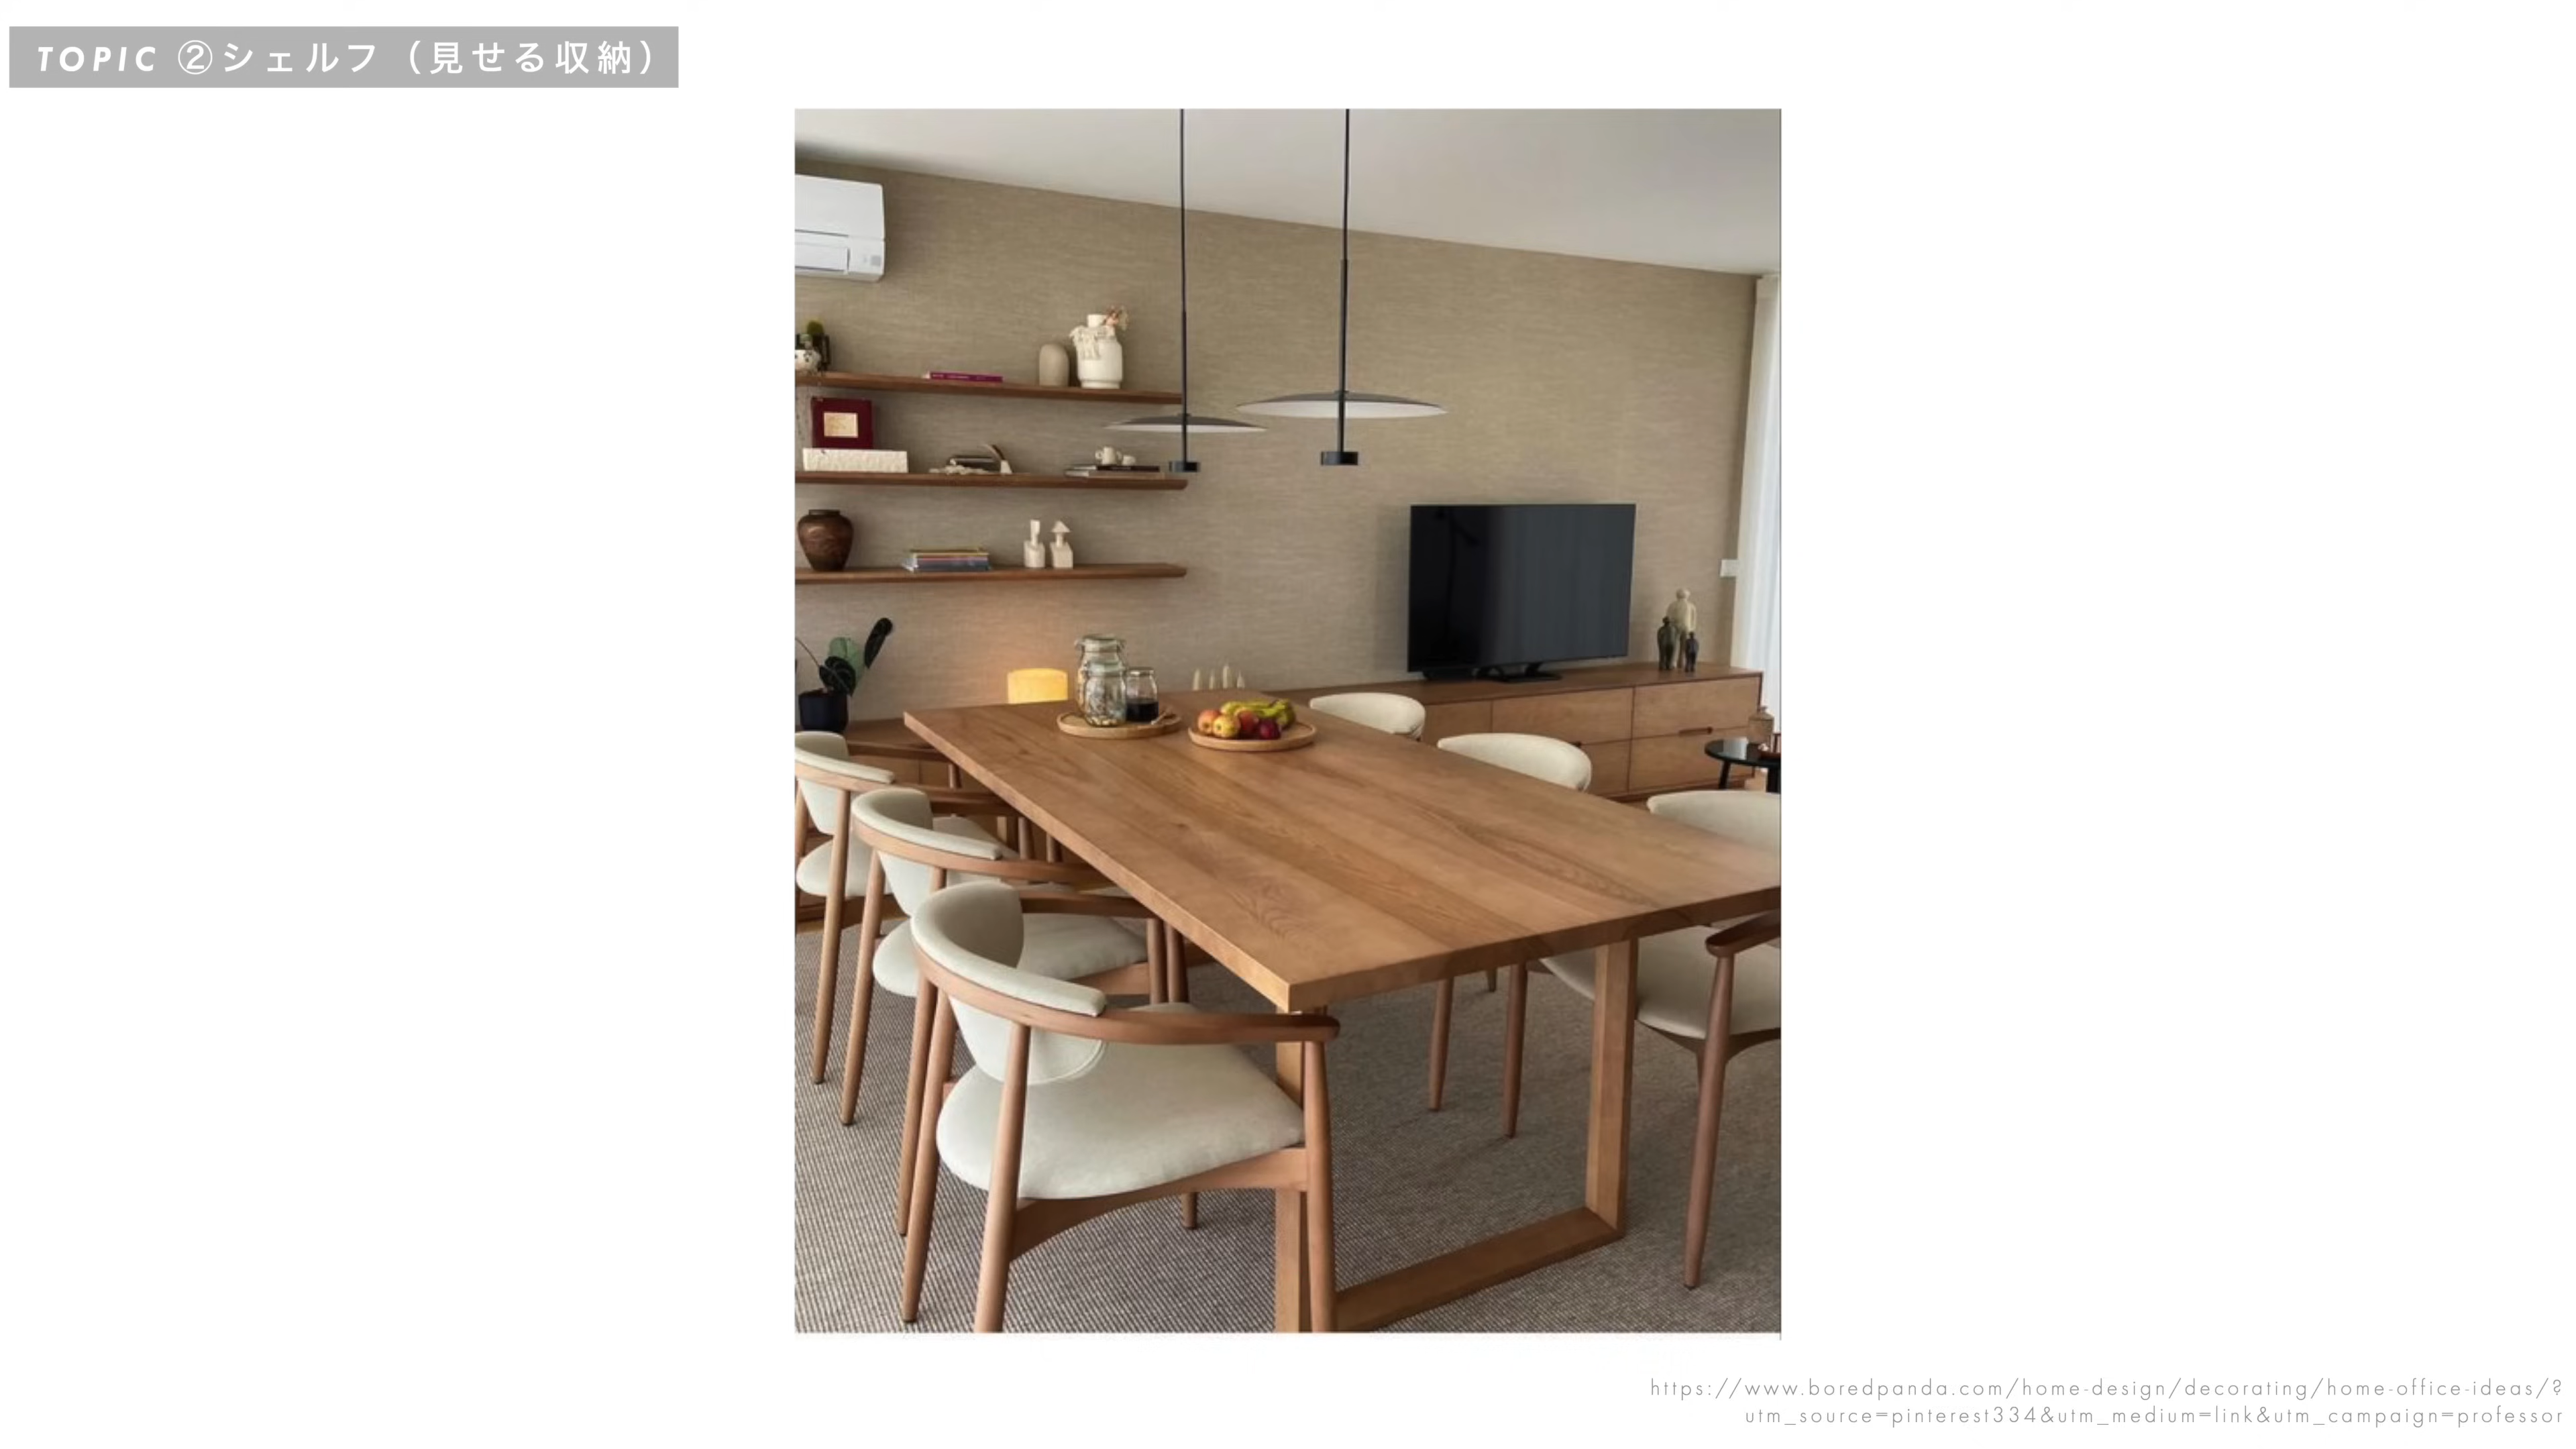 TOPIC ②シェルフ（見せる収納）
https://www.boredpanda.com/home-design/decorating/home-office-ideas/?
utm_source=pinterest334&utm_medium=link&utm_campaign=professor